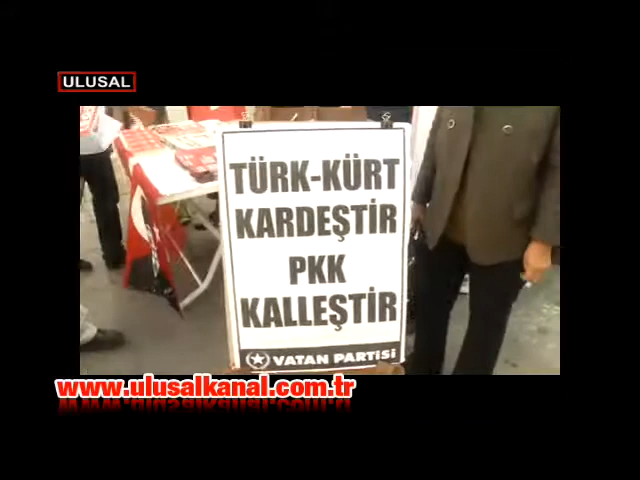 ULUSAL
TÜRK-KÜRT
KARDEŞTİR
PKK
KALLEŞTİR
VATAN PARTİSİ
www.ulusalkanal.com.tr